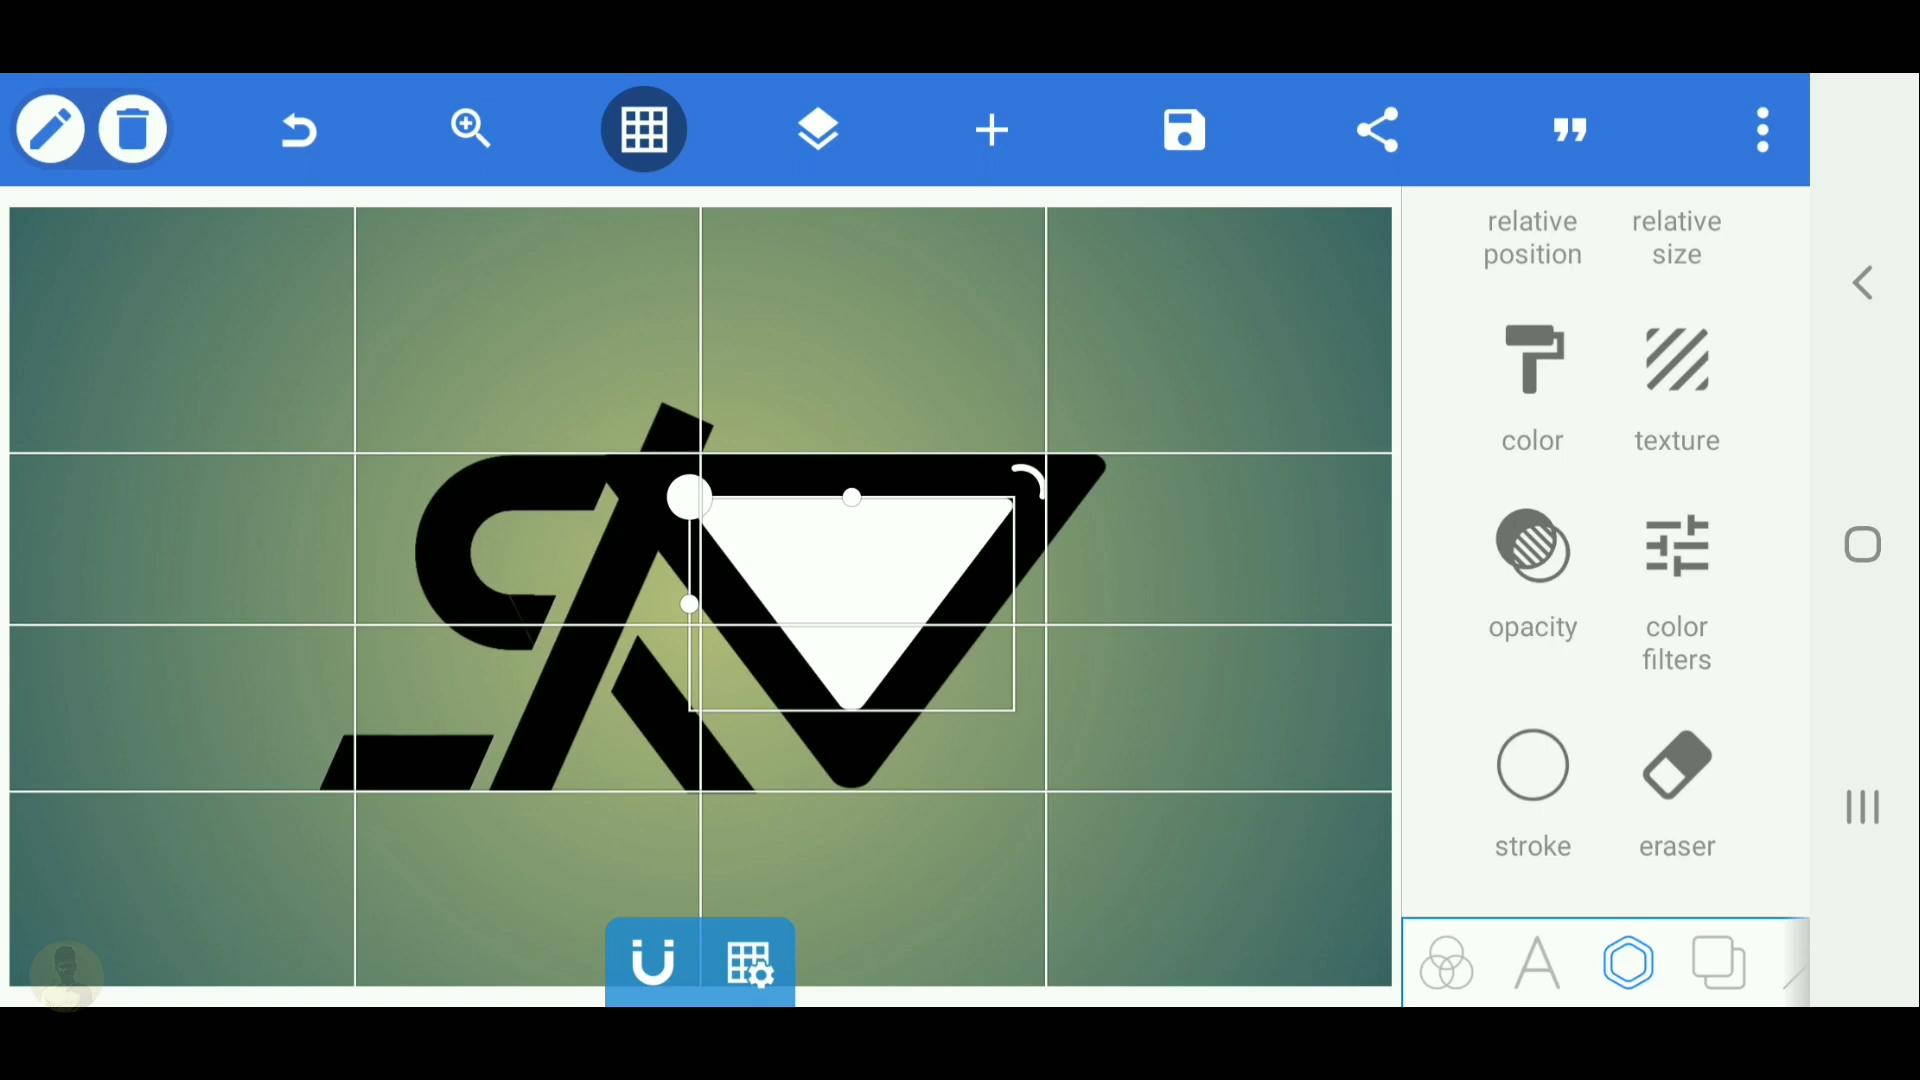 relative position
relative size
color
texture
opacity
color filters
stroke
eraser